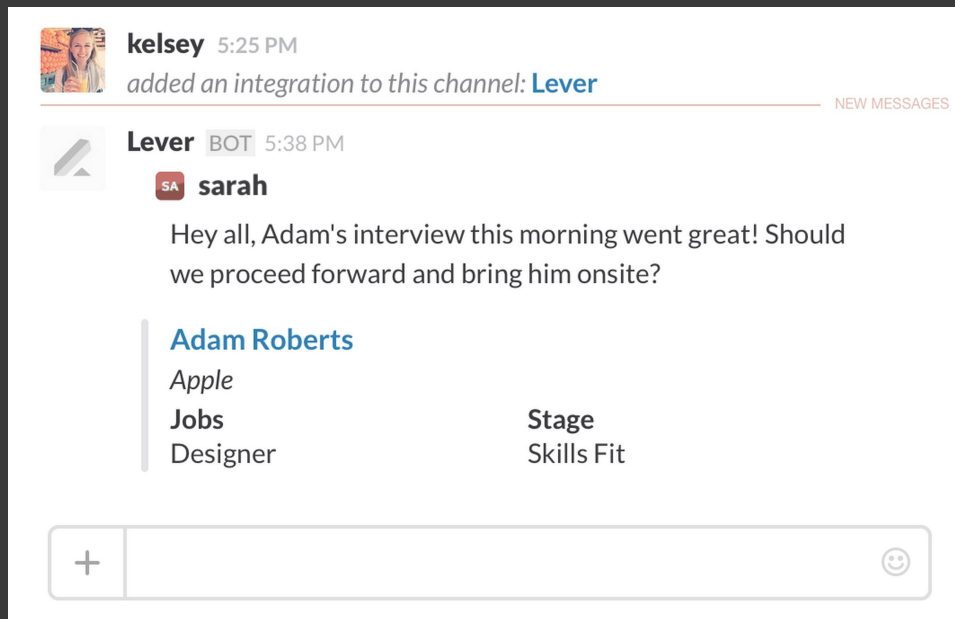 kelsey 5:25 PM
added an integration to this channel: Lever
NEW MESSAGES
Lever BOT 5:38 PM
SA sarah
Hey all, Adam's interview this morning went great! Should
we proceed forward and bring him onsite?
Adam Roberts
Apple
Jobs Stage
Designer Skills Fit